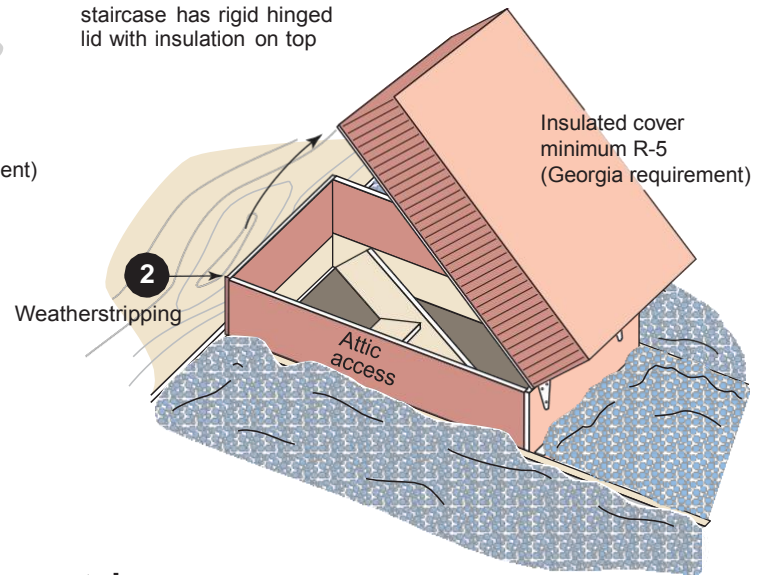 staircase has rigid hinged
lid with insulation on top
Insulated cover
minimum R-5
(Georgia requirement)
ent)
2
Weatherstripping
Attic
access